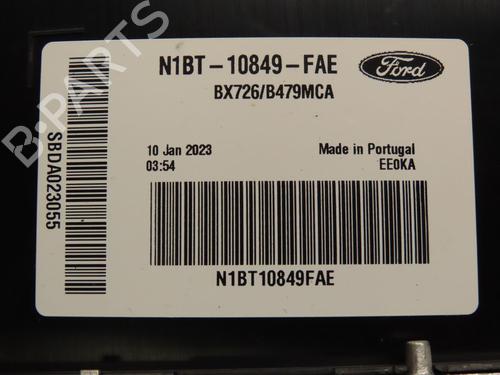 N1BT-10849-FAE
Ford
BX726/B479MCA
10 Jan 2023
Made in Portugal
03:54
EE0KA
N1BT10849FAE
SBDA023055
B-PARTS